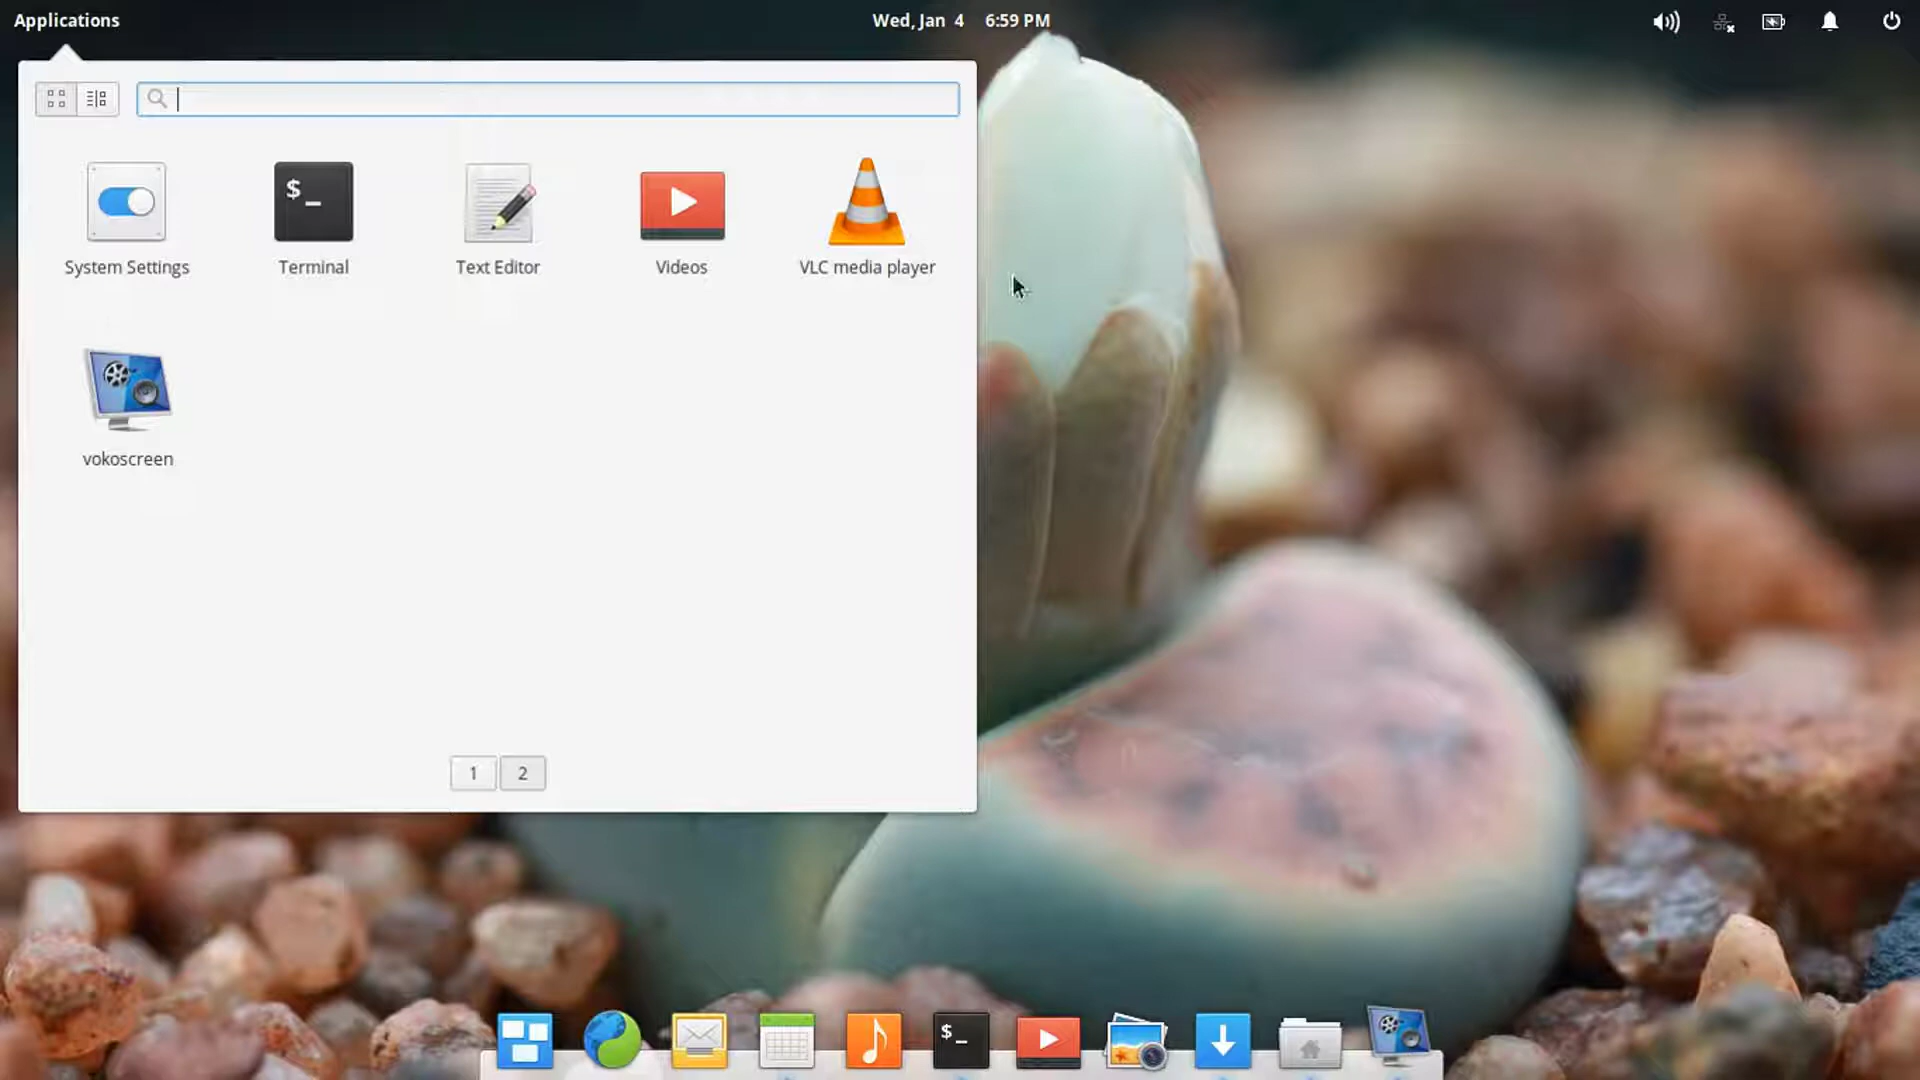 Applications
Wed, Jan 4 6:59 PM
System Settings
$_
Terminal
Text Editor
Videos
VLC media player
vokoscreen
1
2
$_